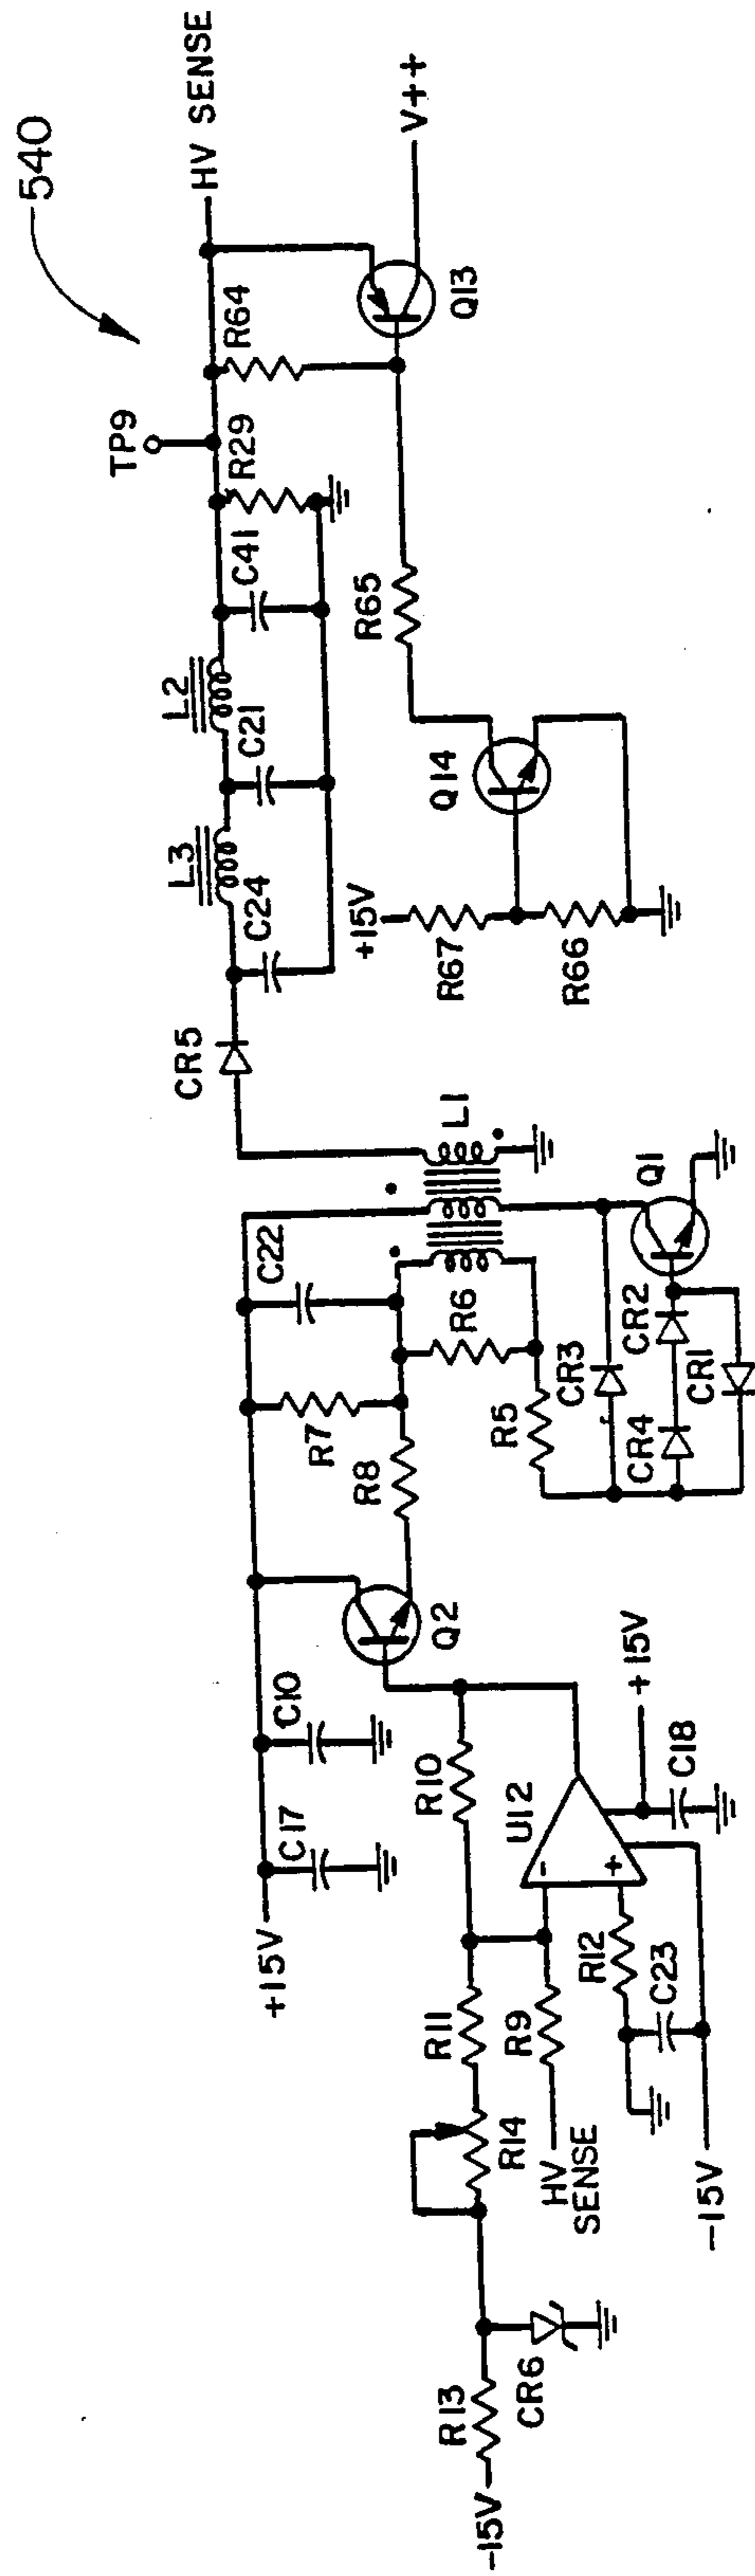 540
HV SENSE
TP9
R64
R29
C41
L2
C21
L3
C24
CR5
V++
Q13
R65
Q14
+15V
R67
R66
L1
C22
R7
R6
R8
R5
CR3
CR2
CR4
CR1
Q1
Q2
+15V
C17
C10
R10
U12
-
+
+15V
C18
R11
R14
R9
HV
SENSE
R12
C23
-15V
R13
CR6
-15V